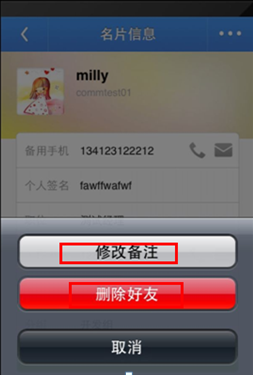 名片信息
milly
commtest01
备用手机 134123122212
个人签名 fawffwafwf
修改备注
删除好友
取消